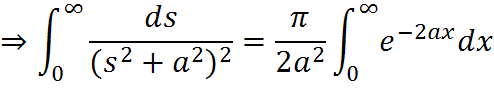 ⇒ ∫₀^∞ ds/(s² + a²)² = π/2a² ∫₀^∞ e^{−2ax}dx